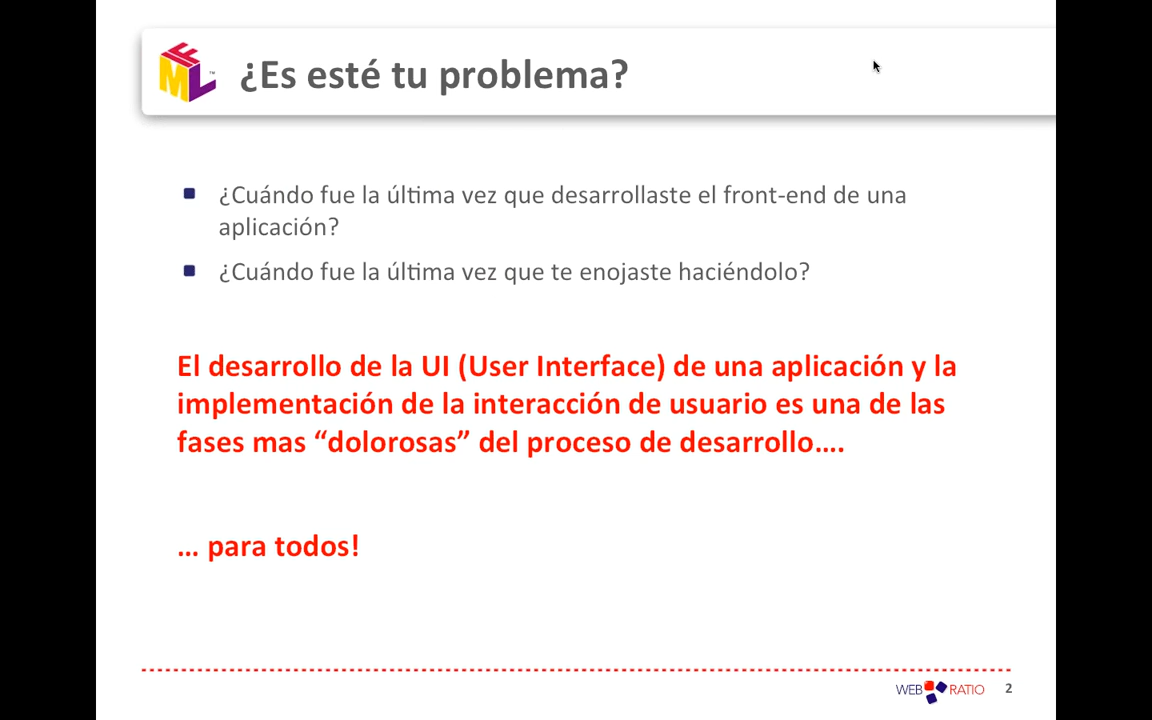 IFML™
¿Es esté tu problema?
¿Cuándo fue la última vez que desarrollaste el front-end de una
aplicación?
¿Cuándo fue la última vez que te enojaste haciéndolo?
El desarrollo de la UI (User Interface) de una aplicación y la
implementación de la interacción de usuario es una de las
fases mas “dolorosas” del proceso de desarrollo….
… para todos!
WEB RATIO 2